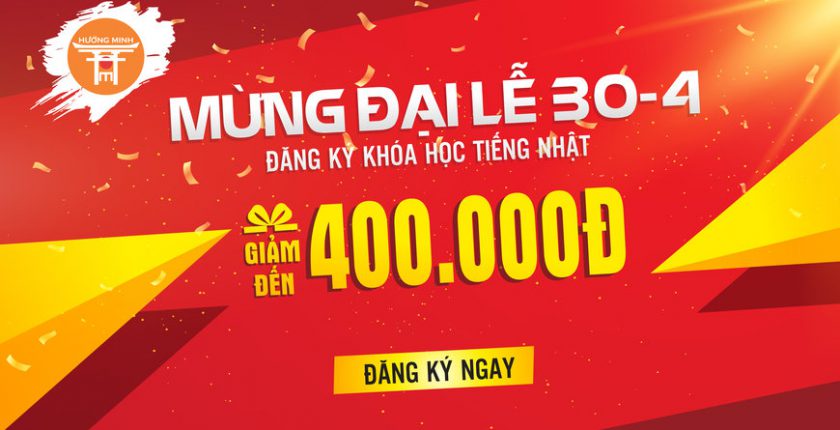 HƯỚNG MINH
MỪNG ĐẠI LỄ 30-4
ĐĂNG KÝ KHÓA HỌC TIẾNG NHẬT
GIẢM
ĐẾN
400.000Đ
ĐĂNG KÝ NGAY